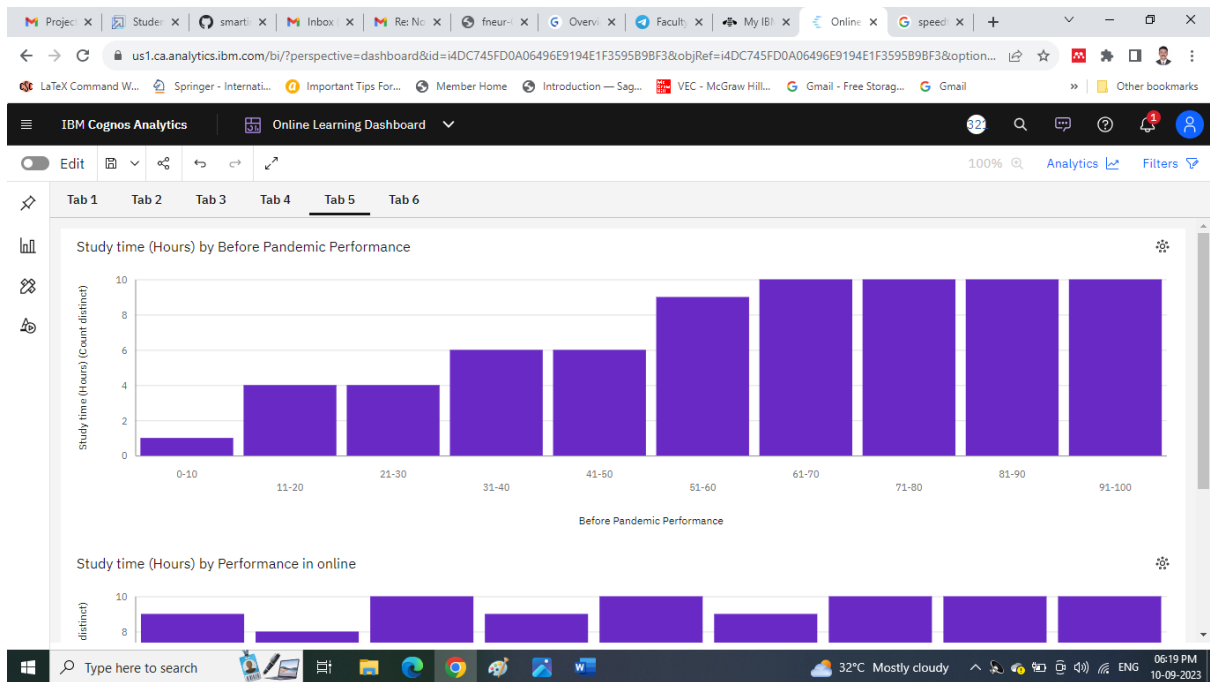 Project Studen smarti Inbox ( Re: No fneur- Overvi Faculty My IBM Online speed
us1.ca.analytics.ibm.com/bi/?perspective=dashboard&id=i4DC745FD0A06496E9194E1F3595B9BF3&objRef=i4DC745FD0A06496E9194E1F3595B9BF3&option...
LaTeX Command W... Springer - Internati... Important Tips For... Member Home Introduction — Sag... VEC - McGraw Hill... Gmail - Free Storag... Gmail » Other bookmarks
IBM Cognos Analytics Online Learning Dashboard 321 1
Edit 100% Analytics Filters
Tab 1 Tab 2 Tab 3 Tab 4 Tab 5 Tab 6
Study time (Hours) by Before Pandemic Performance
Study time (Hours) (Count distinct)
10
8
6
4
2
0
0-10 21-30 41-50 61-70 81-90
11-20 31-40 51-60 71-80 91-100
Before Pandemic Performance
Study time (Hours) by Performance in online
distinct)
10
8
Type here to search 32°C Mostly cloudy ENG 06:19 PM
10-09-2023